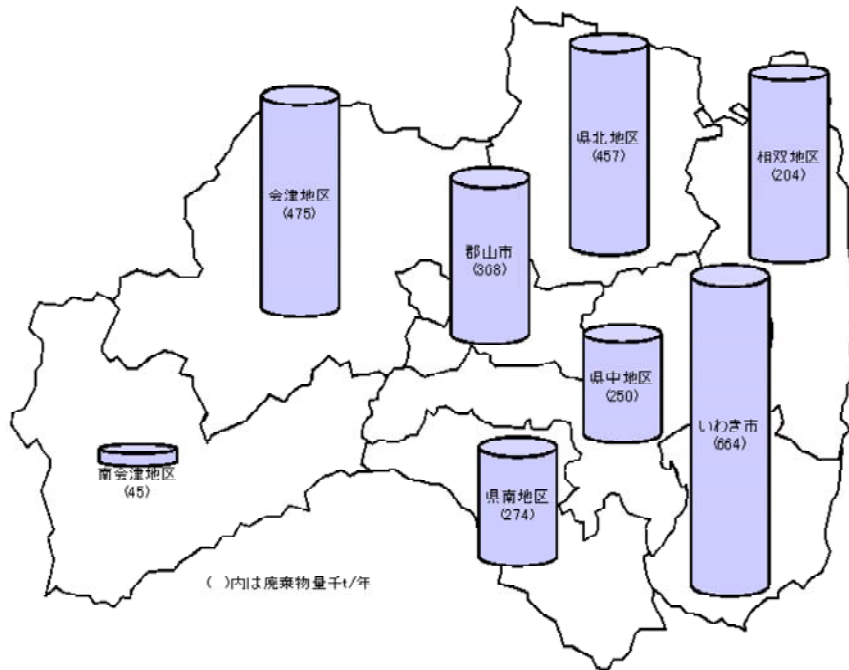 県北地区
(457)
相双地区
(204)
会津地区
(475)
郡山市
(308)
県中地区
(250)
いわき市
(664)
南会津地区
(45)
県南地区
(274)
( )内は廃棄物量千t/年